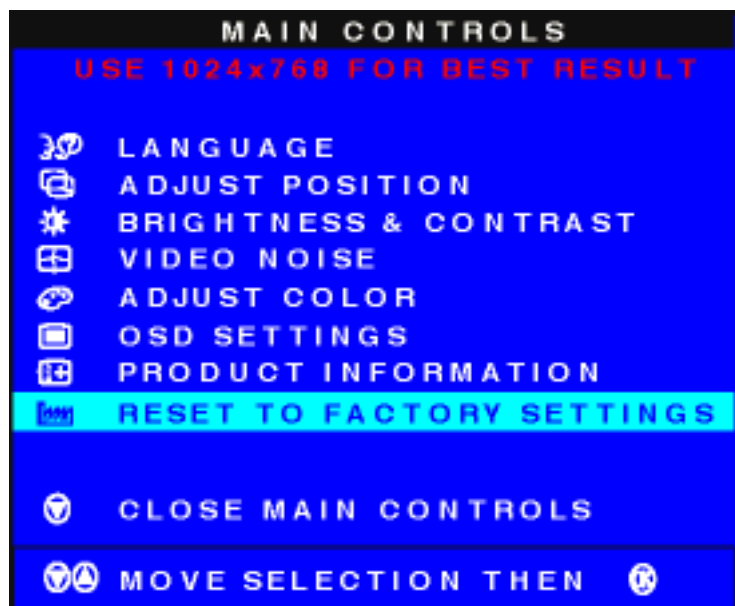 MAIN CONTROLS
USE 1024x768 FOR BEST RESULT
LANGUAGE
ADJUST POSITION
BRIGHTNESS & CONTRAST
VIDEO NOISE
ADJUST COLOR
OSD SETTINGS
PRODUCT INFORMATION
RESET TO FACTORY SETTINGS
CLOSE MAIN CONTROLS
MOVE SELECTION THEN OK